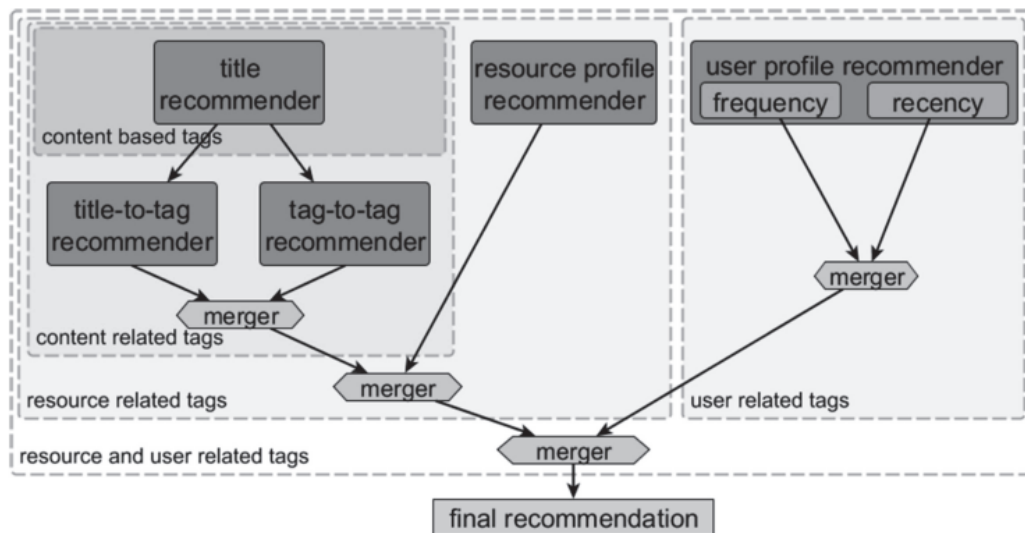 title
recommender
content based tags
resource profile
recommender
user profile recommender
frequency
recency
title-to-tag
recommender
tag-to-tag
recommender
merger
content related tags
merger
resource related tags
merger
user related tags
merger
resource and user related tags
final recommendation